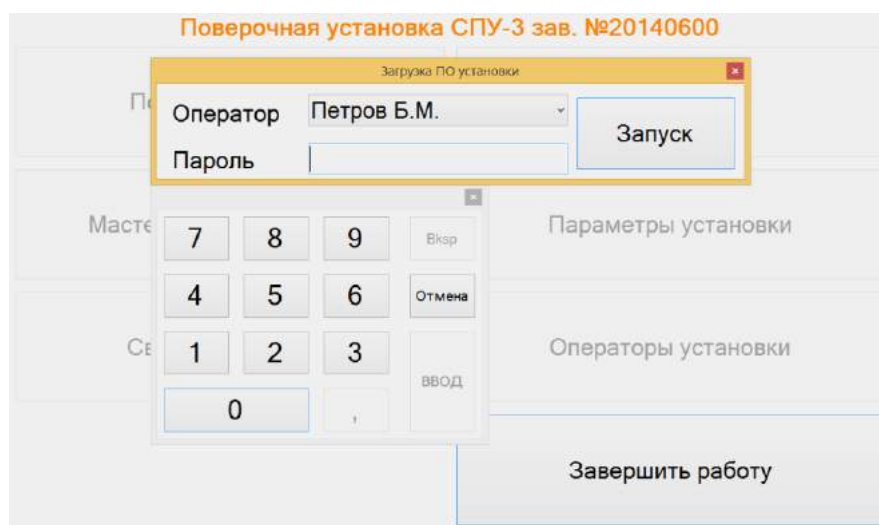 Поверочная установка СПУ-3 зав. №20140600
Загрузка ПО установки
Оператор Петров Б.М.
Запуск
Пароль
Параметры установки
7 8 9 Bksp
4 5 6 Отмена
Операторы установки
1 2 3
ввод
0 ,
Завершить работу